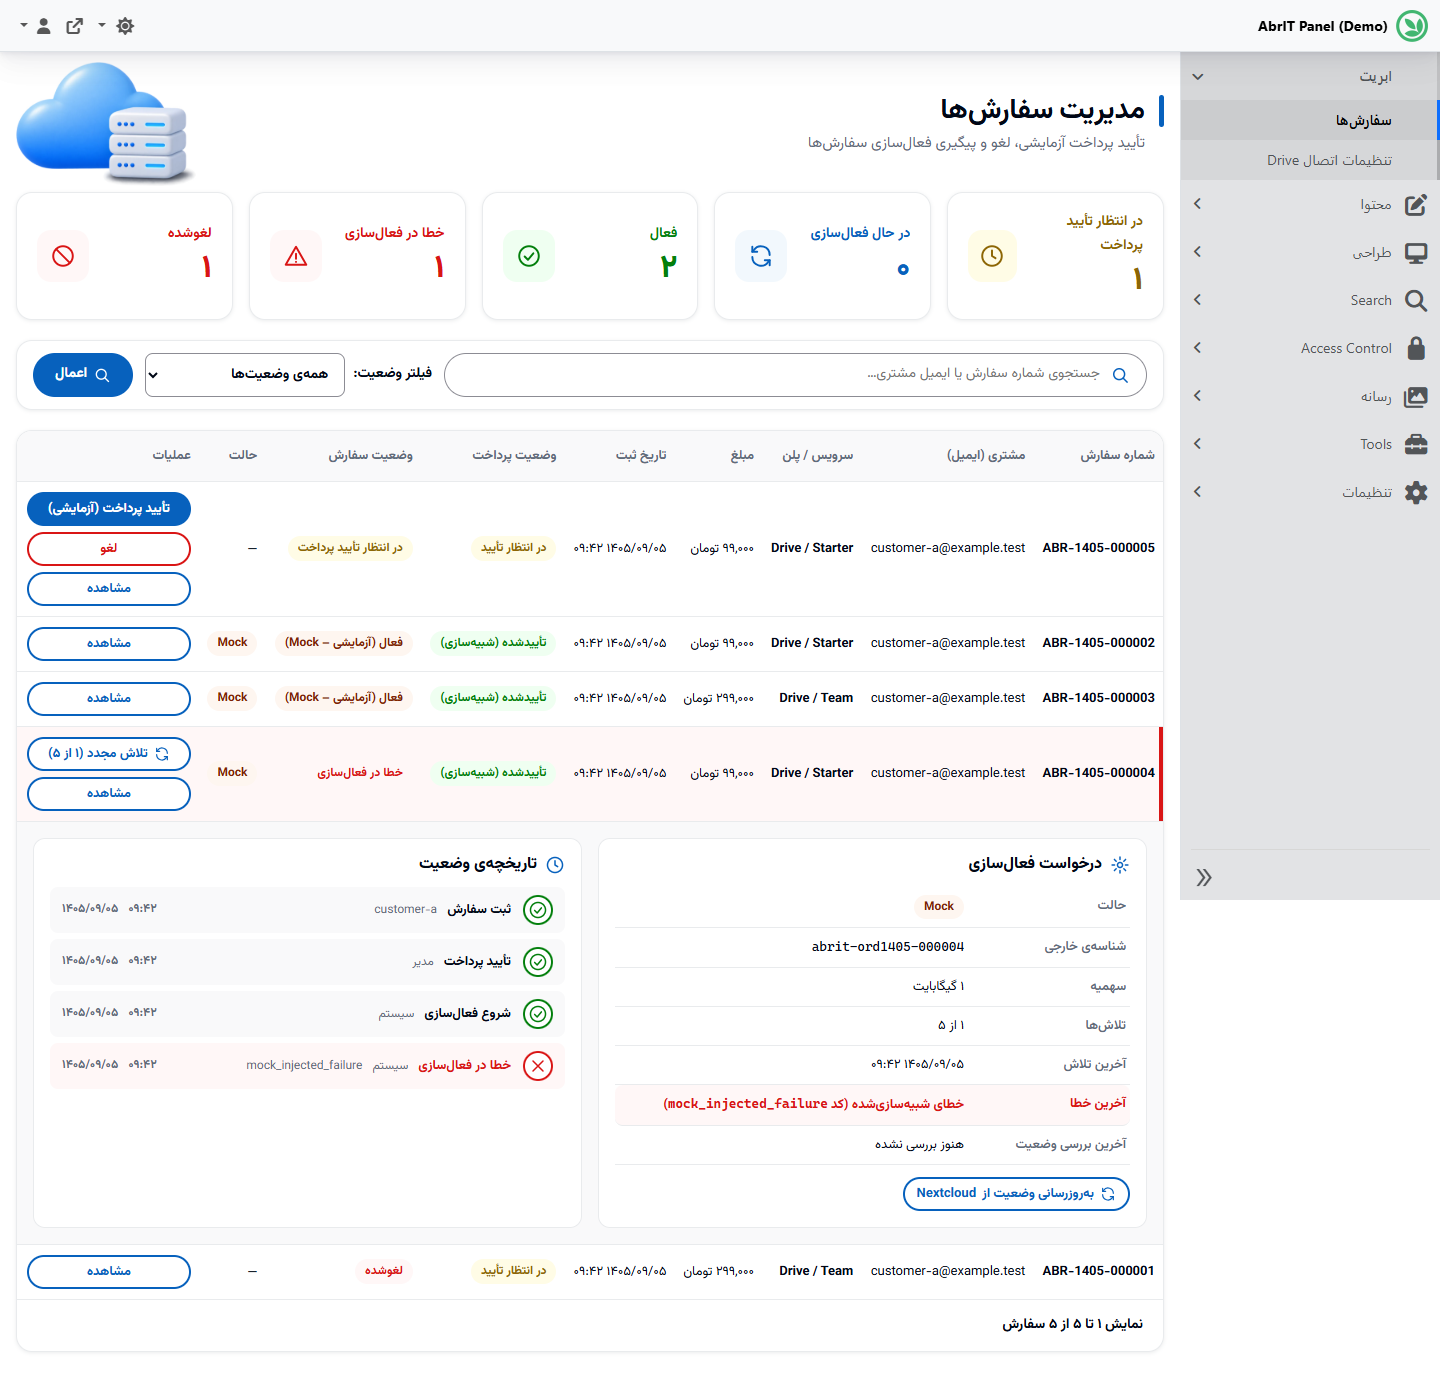 AbrIT Panel (Demo)
ابریت
سفارش‌ها
تنظیمات اتصال Drive
محتوا
طراحی
Search
Access Control
رسانه
Tools
تنظیمات
مدیریت سفارش‌ها
تأیید پرداخت آزمایشی، لغو و پیگیری فعال‌سازی سفارش‌ها
در انتظار تأیید
پرداخت
۱
در حال فعال‌سازی
۰
فعال
۲
خطا در فعال‌سازی
۱
لغوشده
۱
جستجوی شماره سفارش یا ایمیل مشتری...
فیلتر وضعیت:
همه‌ی وضعیت‌ها
اعمال
شماره سفارش مشتری (ایمیل) سرویس / پلن مبلغ تاریخ ثبت وضعیت پرداخت وضعیت سفارش حالت عملیات
ABR-1405-000005 customer-a@example.test Drive / Starter ۹۹,۰۰۰ تومان ۱۴۰۵/۰۹/۰۵ ۰۹:۴۲ در انتظار تأیید در انتظار تأیید پرداخت —
تأیید پرداخت (آزمایشی)
لغو
مشاهده
ABR-1405-000002 customer-a@example.test Drive / Starter ۹۹,۰۰۰ تومان ۱۴۰۵/۰۹/۰۵ ۰۹:۴۲ تأییدشده (شبیه‌سازی) فعال (آزمایشی – Mock) Mock مشاهده
ABR-1405-000003 customer-a@example.test Drive / Team ۲۹۹,۰۰۰ تومان ۱۴۰۵/۰۹/۰۵ ۰۹:۴۲ تأییدشده (شبیه‌سازی) فعال (آزمایشی – Mock) Mock مشاهده
ABR-1405-000004 customer-a@example.test Drive / Starter ۹۹,۰۰۰ تومان ۱۴۰۵/۰۹/۰۵ ۰۹:۴۲ تأییدشده (شبیه‌سازی) خطا در فعال‌سازی Mock
تلاش مجدد (۱ از ۵)
مشاهده
درخواست فعال‌سازی
حالت Mock
شناسه‌ی خارجی abrit-ord1405-000004
سهمیه ۱ گیگابایت
تلاش‌ها ۱ از ۵
آخرین تلاش ۱۴۰۵/۰۹/۰۵ ۰۹:۴۲
آخرین خطا خطای شبیه‌سازی‌شده (کد mock_injected_failure)
آخرین بررسی وضعیت هنوز بررسی نشده
به‌روزرسانی وضعیت از Nextcloud
تاریخچه‌ی وضعیت
ثبت سفارش customer-a ۰۹:۴۲ ۱۴۰۵/۰۹/۰۵
تأیید پرداخت مدیر ۰۹:۴۲ ۱۴۰۵/۰۹/۰۵
شروع فعال‌سازی سیستم ۰۹:۴۲ ۱۴۰۵/۰۹/۰۵
خطا در فعال‌سازی سیستم mock_injected_failure ۰۹:۴۲ ۱۴۰۵/۰۹/۰۵
ABR-1405-000001 customer-a@example.test Drive / Team ۲۹۹,۰۰۰ تومان ۱۴۰۵/۰۹/۰۵ ۰۹:۴۲ در انتظار تأیید لغوشده — مشاهده
نمایش ۱ تا ۵ از ۵ سفارش